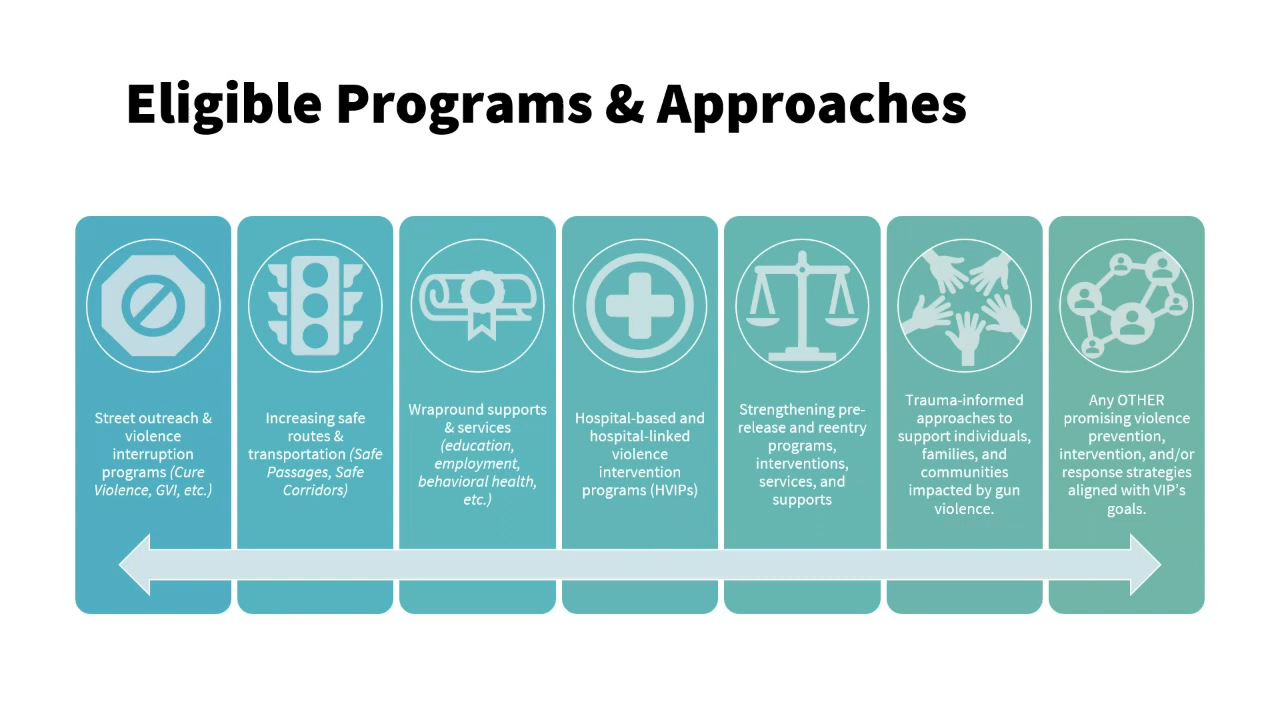 Eligible Programs & Approaches
Street outreach &
violence
interruption
programs (Cure
Violence, GVI, etc.)
Increasing safe
routes &
transportation (Safe
Passages, Safe
Corridors)
Wrapround supports
& services
(education,
employment,
behavioral health,
etc.)
Hospital-based and
hospital-linked
violence
intervention
programs (HVIPs)
Strengthening pre-
release and reentry
programs,
interventions,
services, and
supports
Trauma-informed
approaches to
support individuals,
families, and
communities
impacted by gun
violence.
Any OTHER
promising violence
prevention,
intervention, and/or
response strategies
aligned with VIP’s
goals.